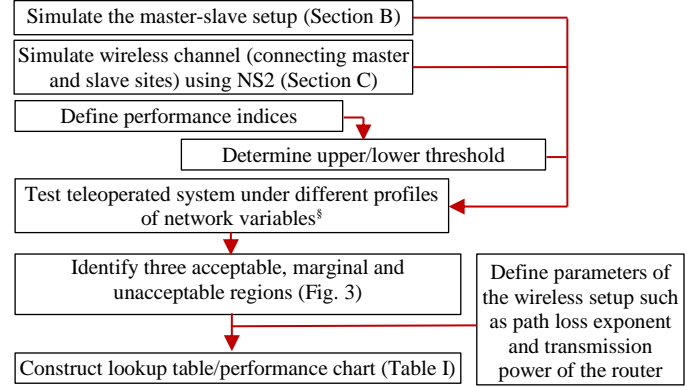 Simulate the master-slave setup (Section B)
Simulate wireless channel (connecting master
and slave sites) using NS2 (Section C)
Define performance indices
Determine upper/lower threshold
Test teleoperated system under different profiles
of network variables§
Identify three acceptable, marginal and
unacceptable regions (Fig. 3)
Define parameters of
the wireless setup such
as path loss exponent
and transmission
power of the router
Construct lookup table/performance chart (Table I)